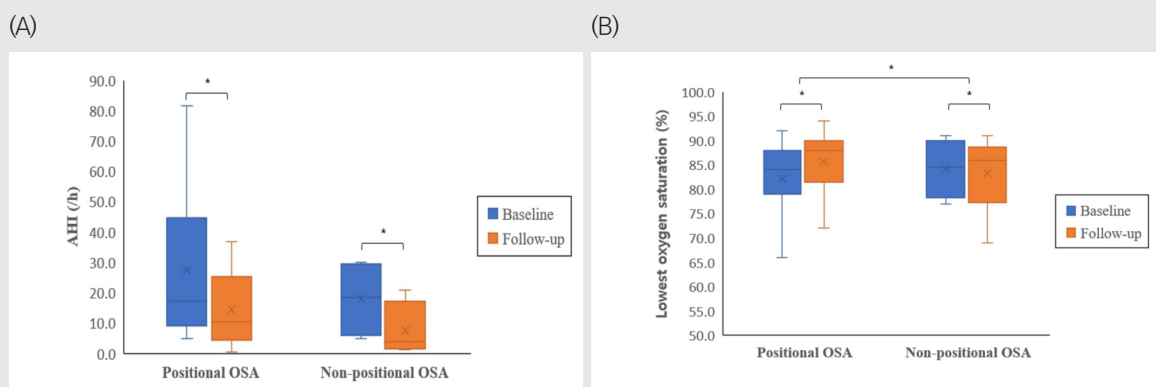 (A)
AHI (/h)
90.0
80.0
70.0
60.0
50.0
40.0
30.0
20.0
10.0
0.0
*
*
Positional OSA
Non-positional OSA
Baseline
Follow-up
(B)
Lowest oxygen saturation (%)
100.0
95.0
90.0
85.0
80.0
75.0
70.0
65.0
60.0
55.0
50.0
*
*
*
Positional OSA
Non-positional OSA
Baseline
Follow-up